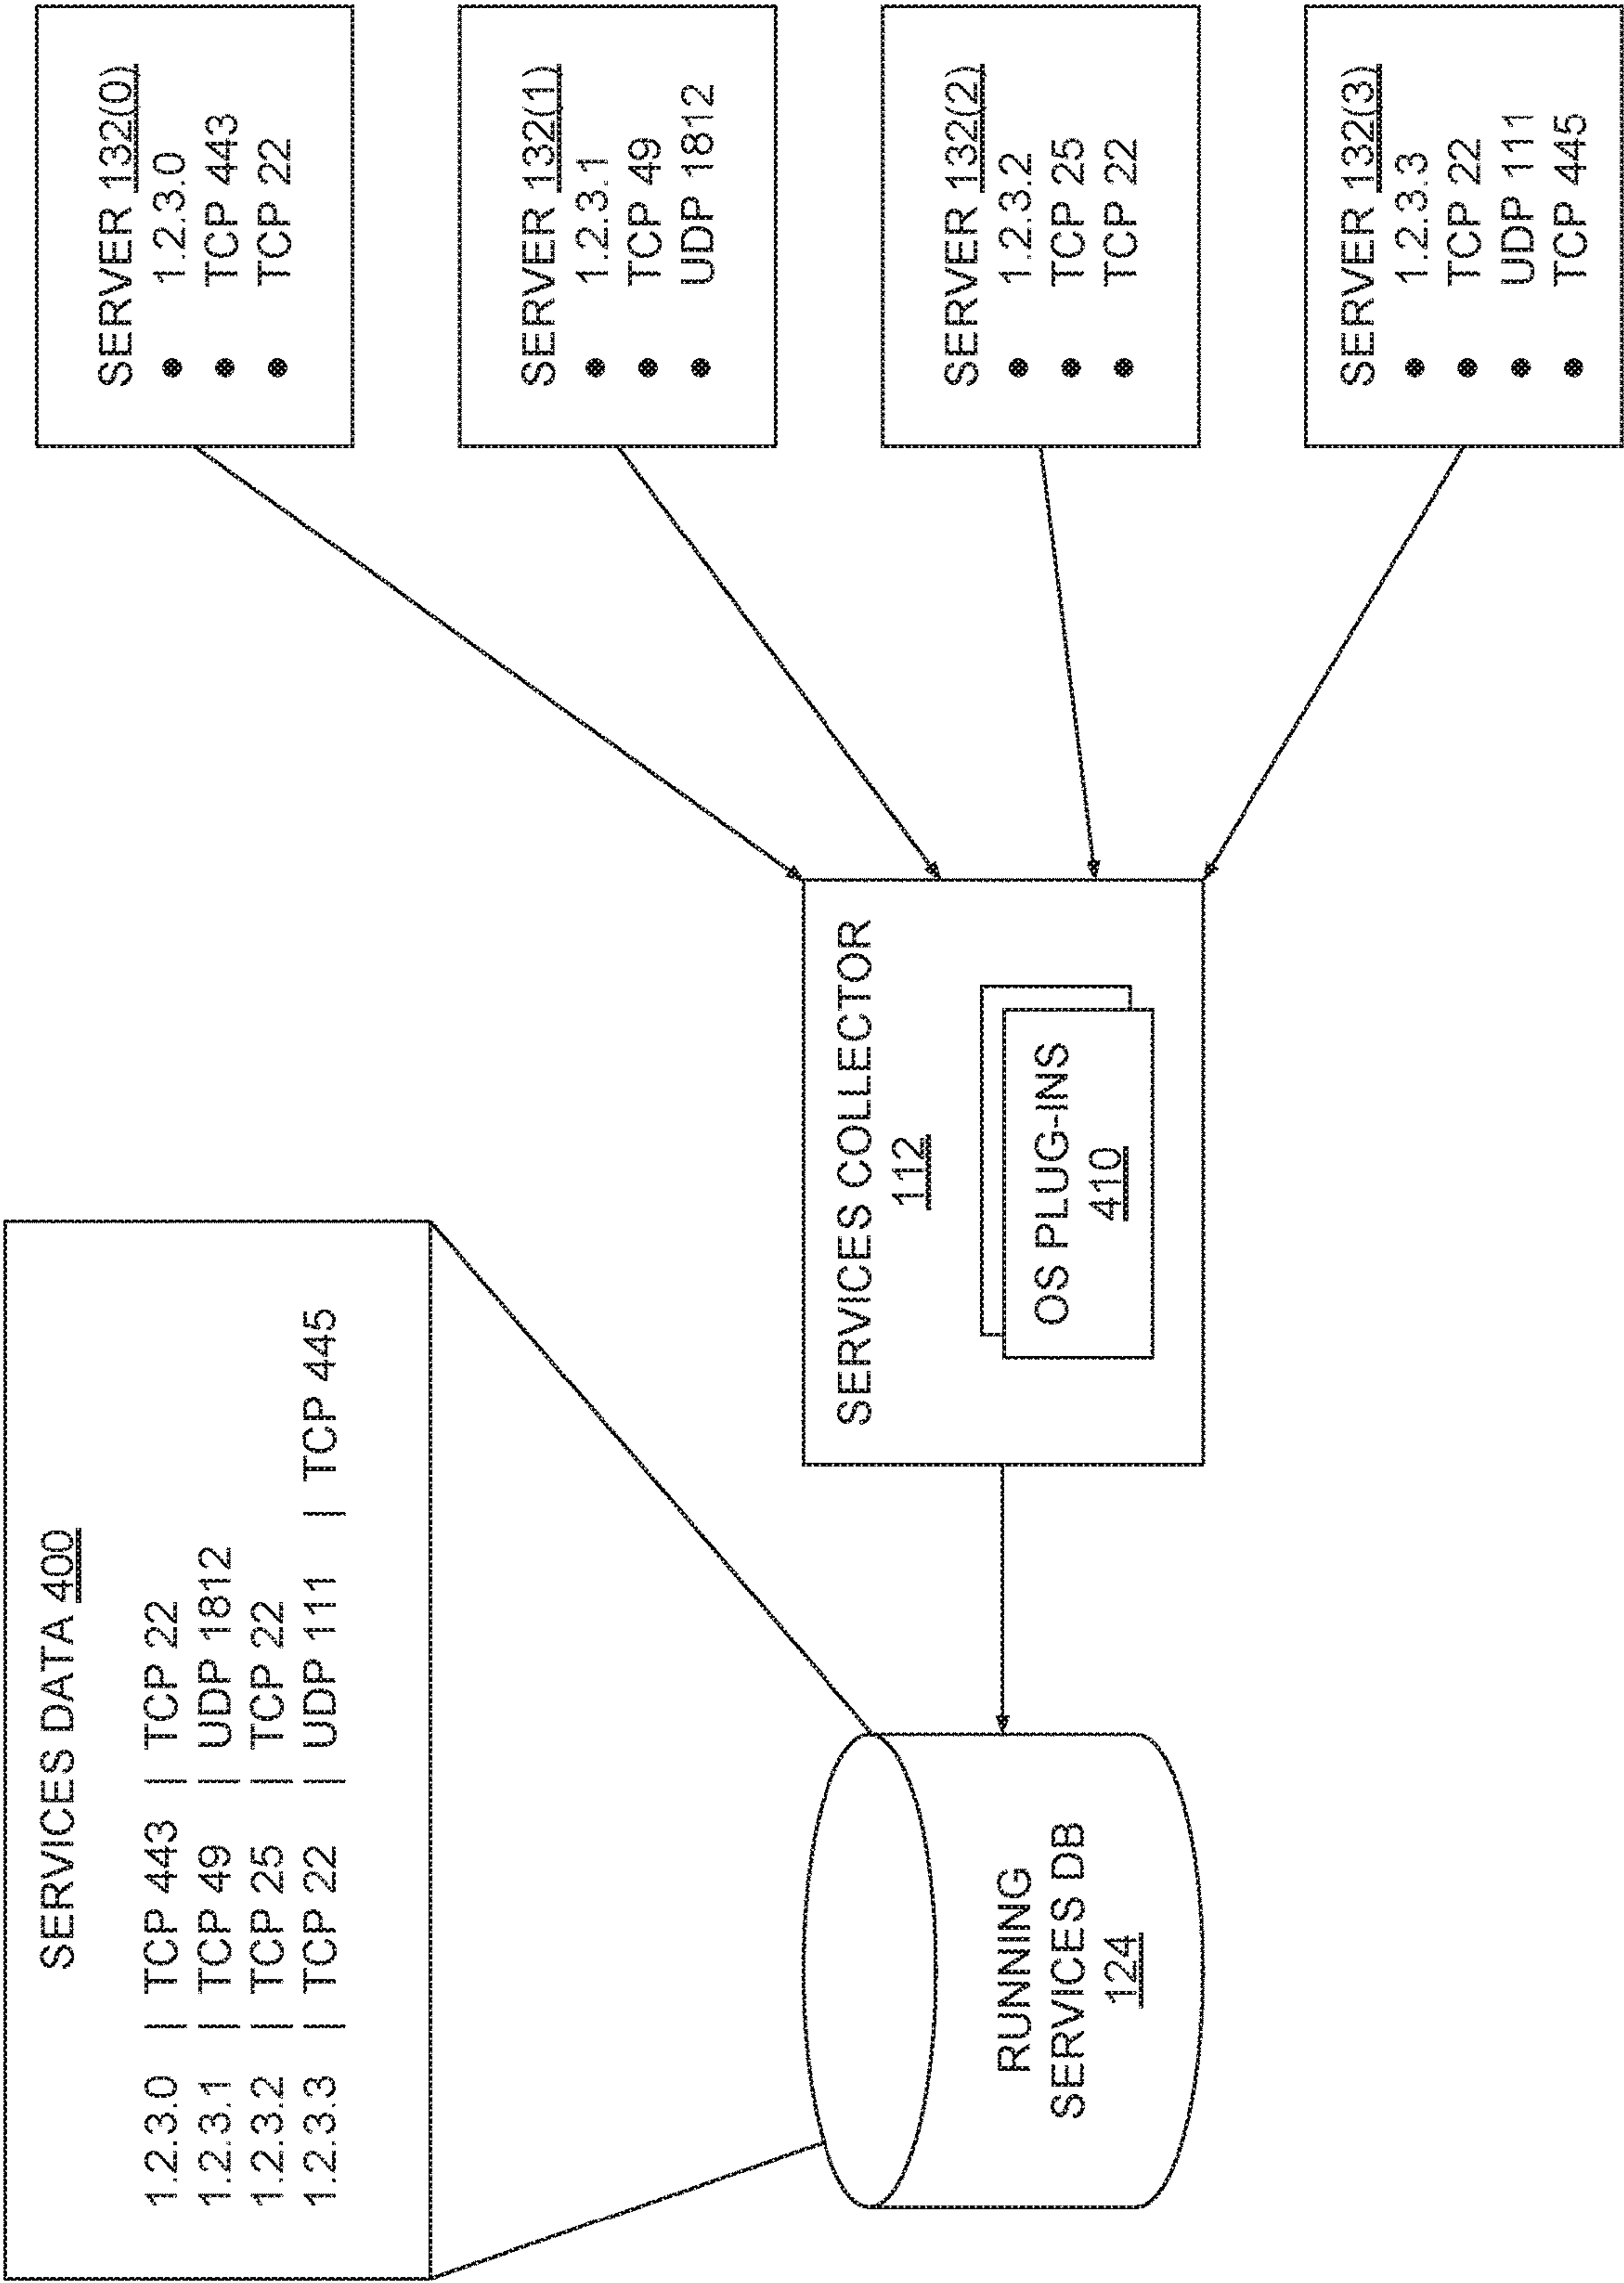 SERVICES DATA 400
1.2.3.0 | TCP 443 | TCP 22
1.2.3.1 | TCP 49 | UDP 1812
1.2.3.2 | TCP 25 | TCP 22
1.2.3.3 | TCP 22 | UDP 111 | TCP 445
RUNNING
SERVICES DB
124
SERVICES COLLECTOR
112
OS PLUG-INS
410
SERVER 132(0)
● 1.2.3.0
● TCP 443
● TCP 22
SERVER 132(1)
● 1.2.3.1
● TCP 49
● UDP 1812
SERVER 132(2)
● 1.2.3.2
● TCP 25
● TCP 22
SERVER 132(3)
● 1.2.3.3
● TCP 22
● UDP 111
● TCP 445